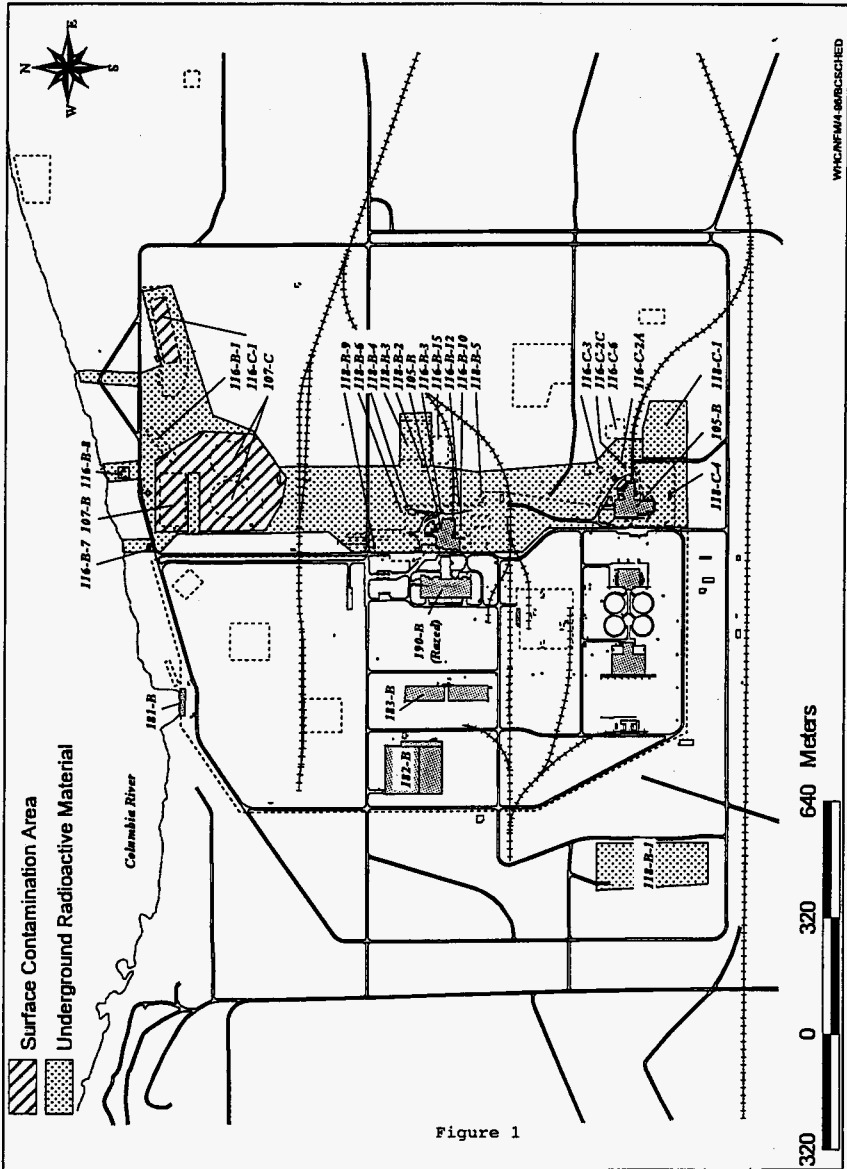 Surface Contamination Area
Underground Radioactive Material
N
E
S
W
Columbia River
181-B
116-B-7
107-B
116-B-8
116-B-1
116-C-1
107-C
118-B-9
118-B-6
118-B-4
118-B-3
118-B-2
105-B
116-B-3
116-B-15
116-B-12
116-B-10
118-B-5
190-B
(Razed)
183-B
182-B
116-C-3
116-C-2C
116-C-6
116-C-2A
118-C-1
105-B
118-C-4
118-B-1
320
0
320
640
Meters
WHC/NFM/4-96/BCSCHED
Figure 1